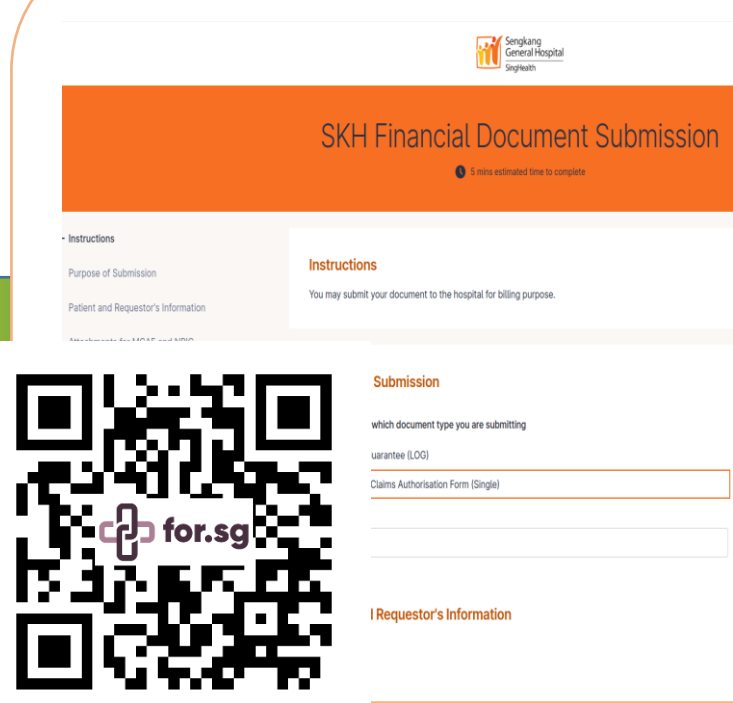 Sengkang
General Hospital
SingHealth
SKH Financial Document Submission
5 mins estimated time to complete
Instructions
Purpose of Submission
Patient and Requestor's Information
Instructions
You may submit your document to the hospital for billing purpose.
Submission
which document type you are submitting
uarantee (LOG)
Claims Authorisation Form (Single)
Requestor's Information
for.sg